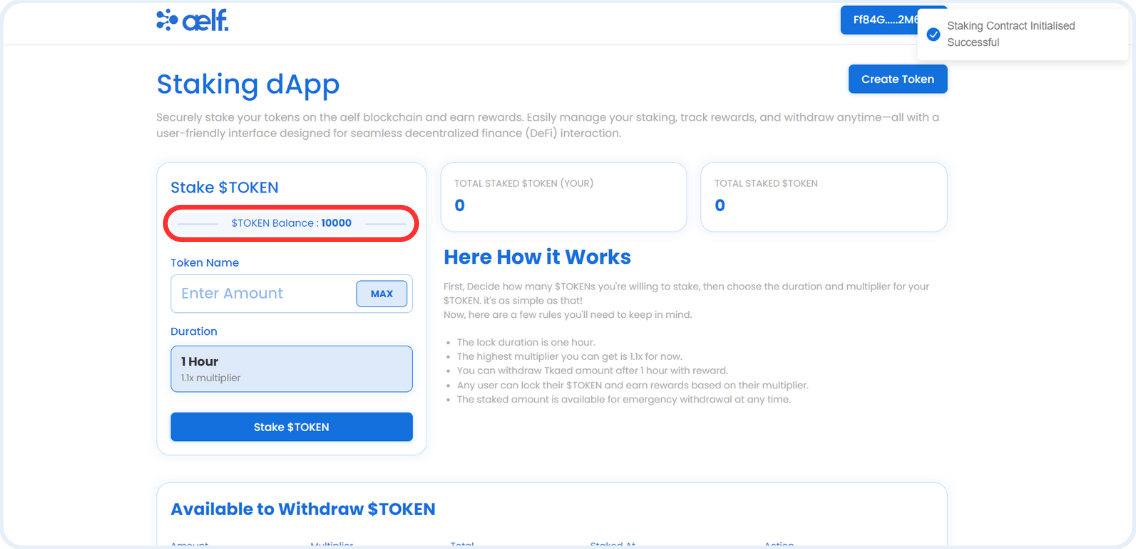 aelf.
Ff84G.....2M6
Staking Contract Initialised
Successful
Staking dApp
Create Token
Securely stake your tokens on the aelf blockchain and earn rewards. Easily manage your staking, track rewards, and withdraw anytime—all with a
user-friendly interface designed for seamless decentralized finance (DeFi) interaction.
Stake $TOKEN
$TOKEN Balance : 10000
Token Name
Enter Amount
MAX
Duration
1 Hour
1.1x multiplier
Stake $TOKEN
TOTAL STAKED $TOKEN (YOUR)
0
TOTAL STAKED $TOKEN
0
Here How it Works
First, Decide how many $TOKENs you're willing to stake, then choose the duration and multiplier for your
$TOKEN. it's as simple as that!
Now, here are a few rules you'll need to keep in mind.
• The lock duration is one hour.
• The highest multiplier you can get is 1.1x for now.
• You can withdraw Tkaed amount after 1 hour with reward.
• Any user can lock their $TOKEN and earn rewards based on their multiplier.
• The staked amount is available for emergency withdrawal at any time.
Available to Withdraw $TOKEN
Amount Multiplier Total Staked At Action